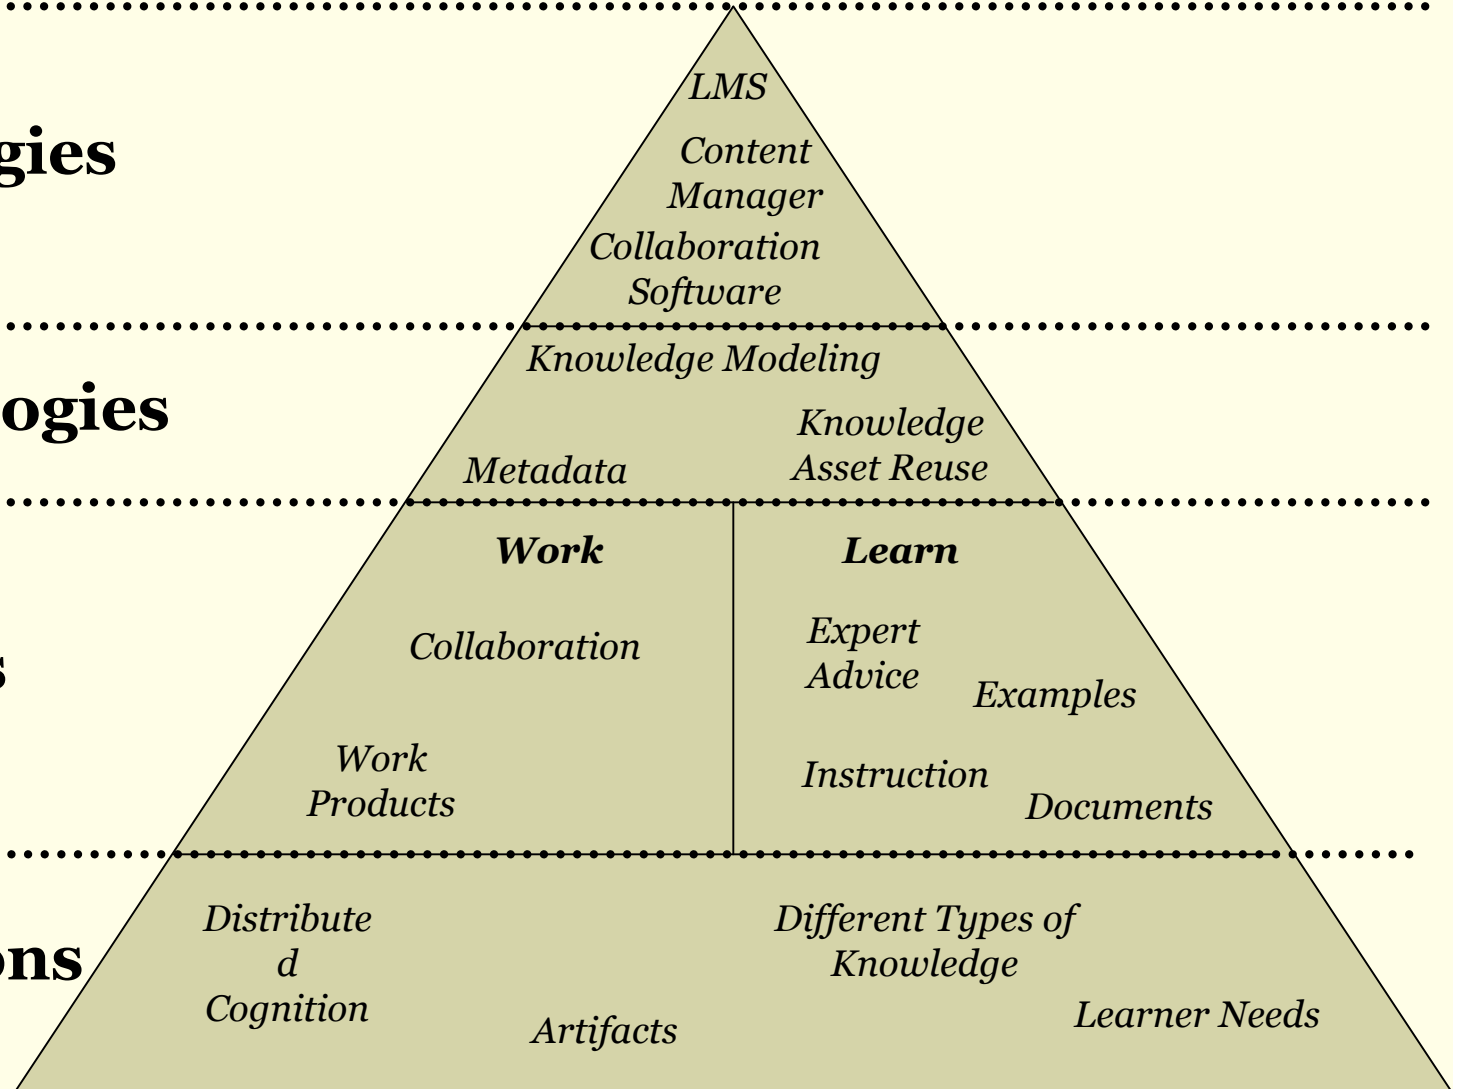 LMS
Content
Manager
gies
Collaboration
Software
Knowledge Modeling
ogies
Knowledge
Asset Reuse
Metadata
Work
Learn
Collaboration
Expert
Advice
s
Examples
Work
Products
Instruction
Documents
ons
Distribute
d
Cognition
Artifacts
Different Types of
Knowledge
Learner Needs